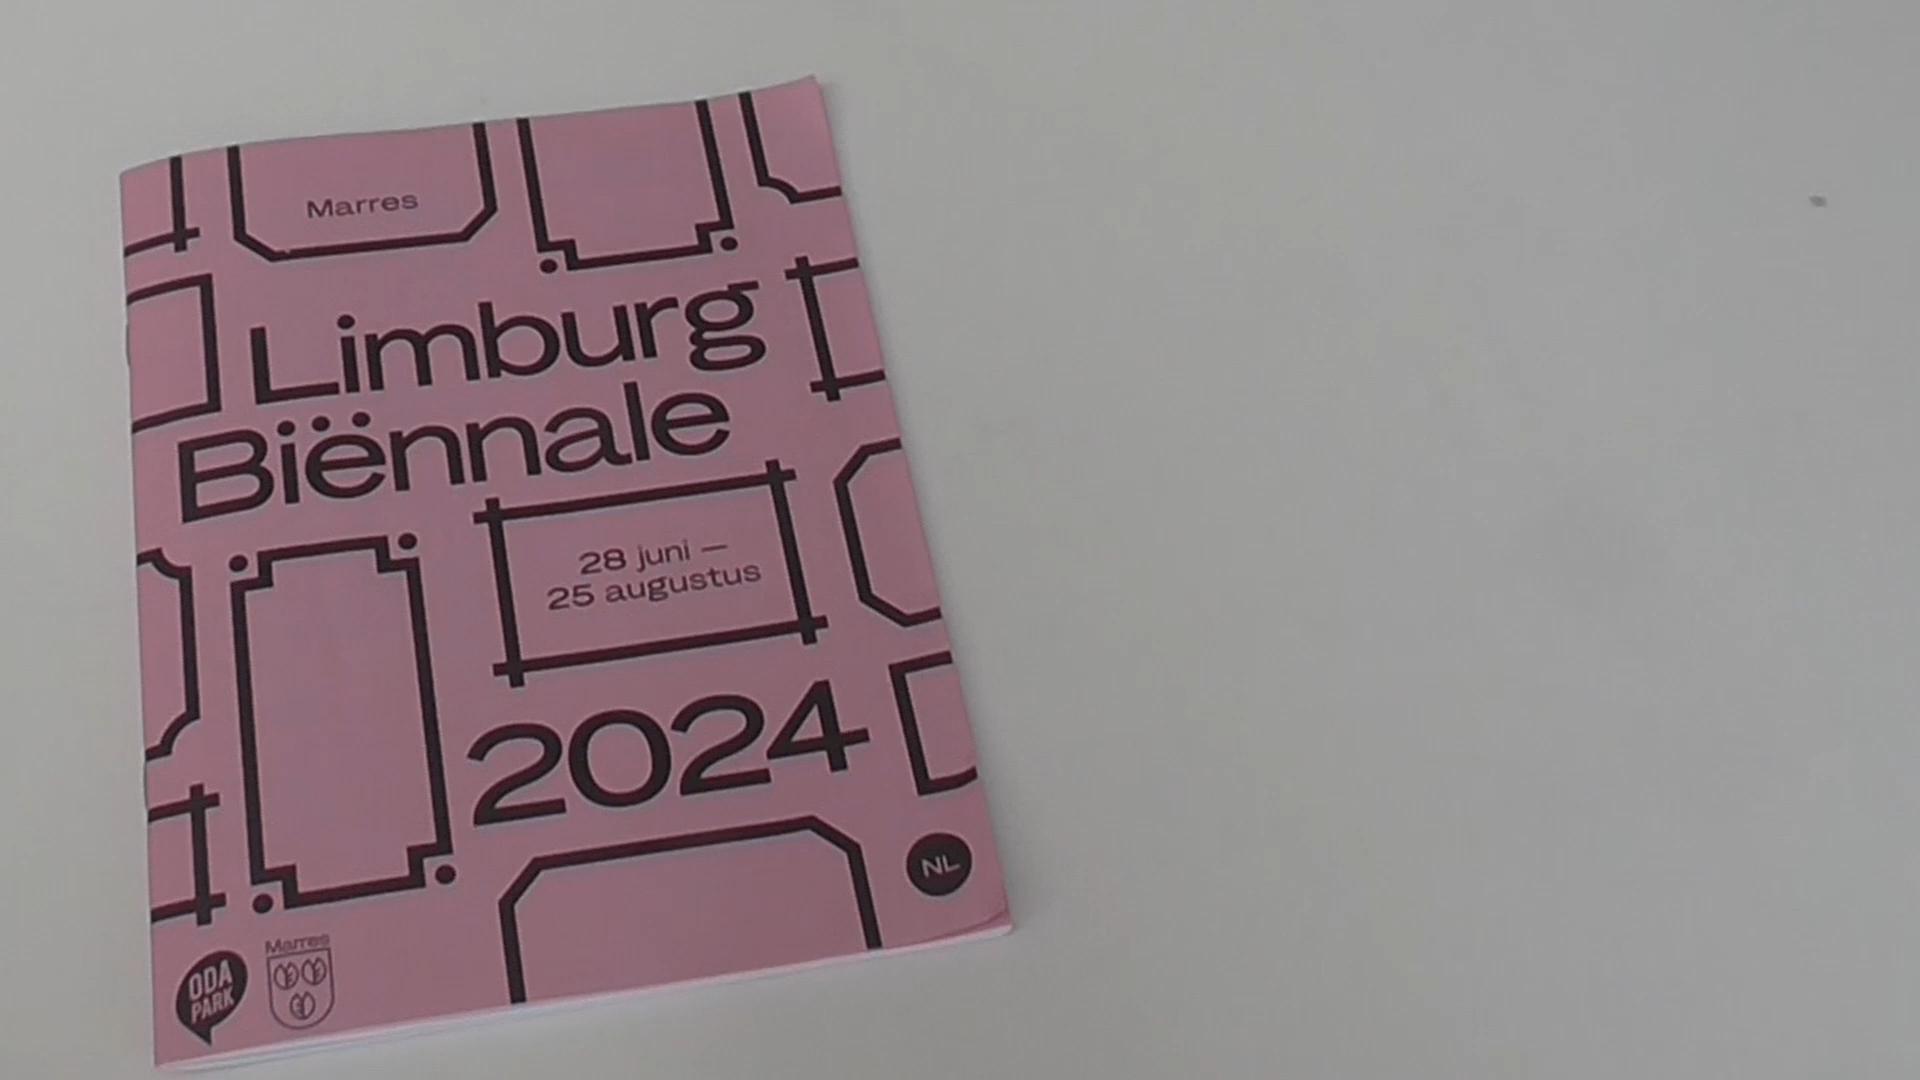 Marres
Limburg
Biënnale
28 juni —
25 augustus
2024
NL
ODA
PARK
Marres